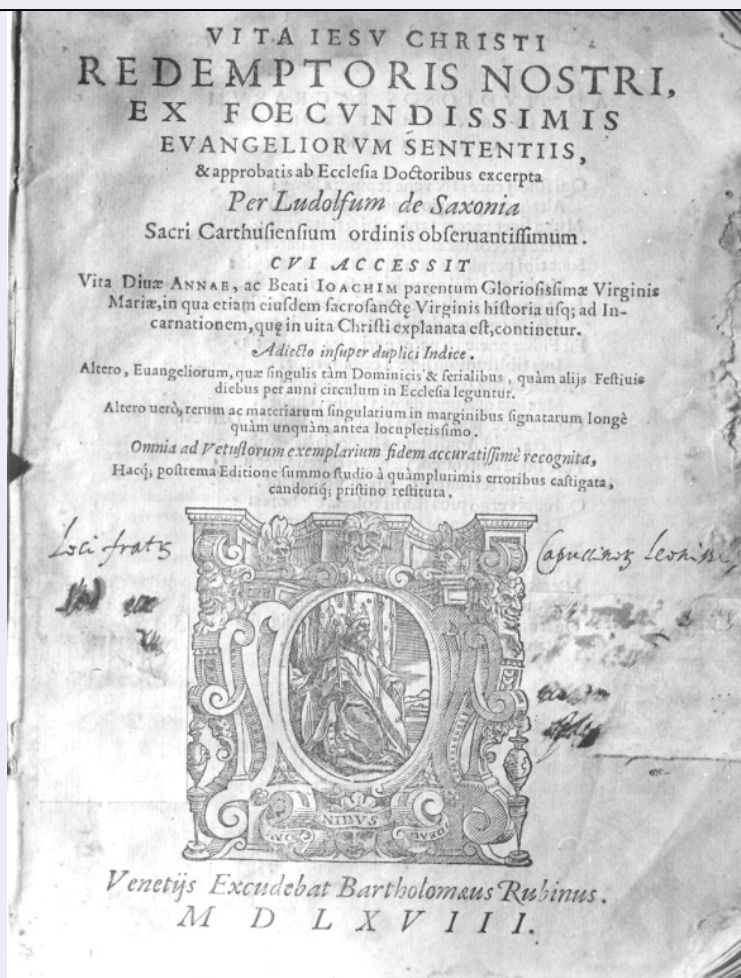 VITA IESV CHRISTI
REDEMPTORIS NOSTRI,
EX FOECVNDISSIMIS
EVANGELIORVM SENTENTIIS,
& approbatis ab Ecclesia Doctoribus excerpta
Per Ludolfum de Saxonia
Sacri Carthusiensium ordinis obseruantissimum.
CVI ACCESSIT
Vita Diuæ ANNAE, ac Beati IOACHIM parentum Gloriosissimæ Virginis
Mariæ, in qua etiam eiusdem sacrosanctę Virginis historia usq; ad In-
carnationem, quę in uita Christi explanata est, continetur.
Adiecto insuper duplici Indice.
Altero, Euangeliorum, quæ singulis tàm Dominicis & ferialibus, quàm alijs Festiuis
diebus per anni circulum in Ecclesia leguntur.
Altero uerò, rerum ac materiarum singularium in marginibus signatarum longè
quàm unquàm antea locupletissimo.
Omnia ad Vetustorum exemplarium fidem accuratissimè recognita,
Hacq; postrema Editione summo studio à quàmplurimis erroribus castigata,
candoriq; pristino restituta.
Loci fratꝝ Capuccinoꝝ Leonissæ
NIBVS
Venetijs Excudebat Bartholomæus Rubinus.
M D L X V I I I.